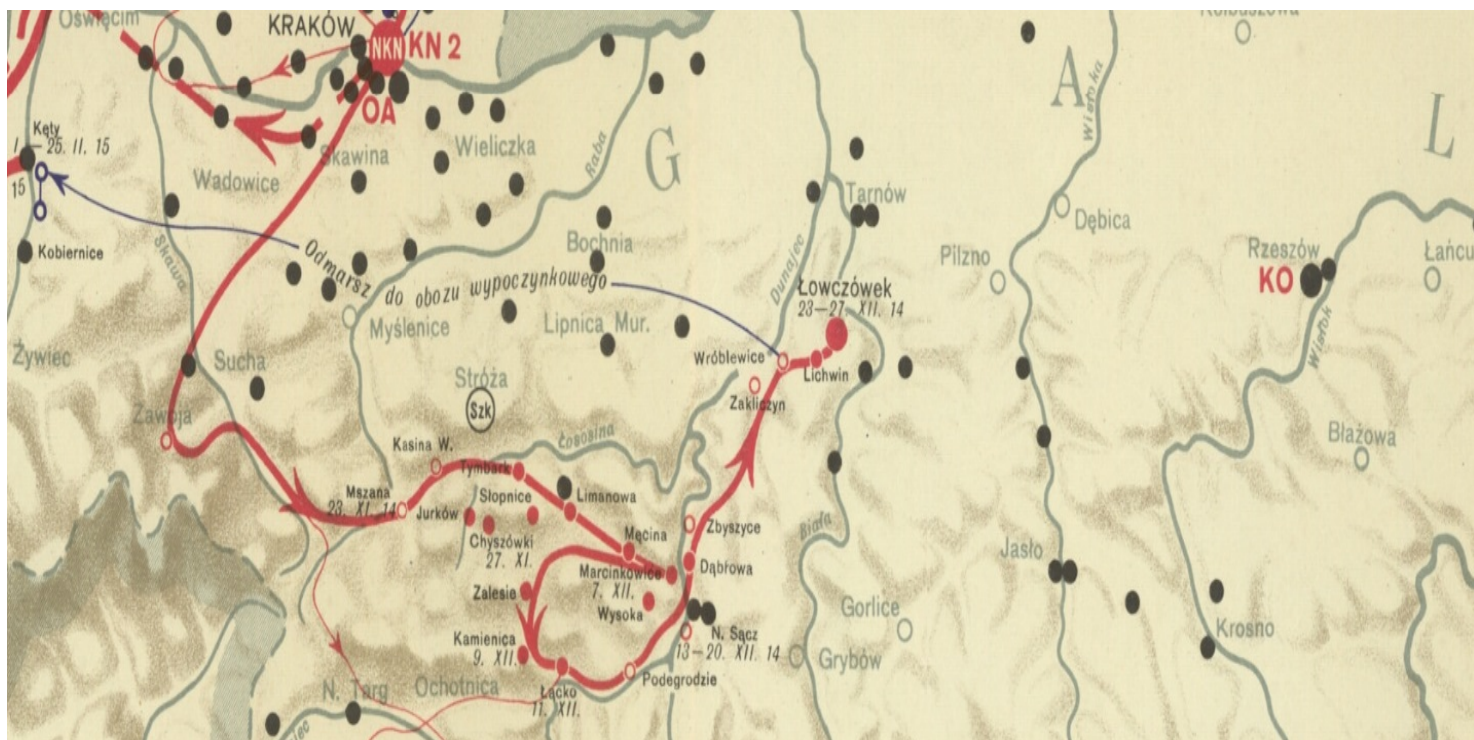 Oświęcim
KRAKÓW
NKN
KN 2
OA
Kęty
I – 25. II. 15
15
Kobiernice
Żywiec
Wadowice
Skawina
Wieliczka
Skawa
Raba
G
A
L
Wisłoka
Kolbuszowa
Tarnów
Dębica
Pilzno
Rzeszów
KO
Łańcu
Wisłok
Dunajec
Bochnia
Odmarsz do obozu wypoczynkowego
Łowczówek
23–27. XII. 14
Myślenice
Lipnica Mur.
Wróblewice
Lichwin
Zakliczyn
Sucha
Stróża
Szk
Zawoja
Kasina W.
Łososina
Tymbark
Błażowa
Mszana
23. XI. 14
Jurków
Słopnice
Limanowa
Chyszówki
27. XI.
Męcina
Zbyszyce
Biała
Marcinkowice
7. XII.
Dąbrowa
Jasło
Zalesie
Wysoka
Gorlice
Kamienica
9. XII.
N. Sącz
13–20. XII. 14
Grybów
Krosno
Podegrodzie
N. Targ
Ochotnica
Łącko
11. XII.
iec